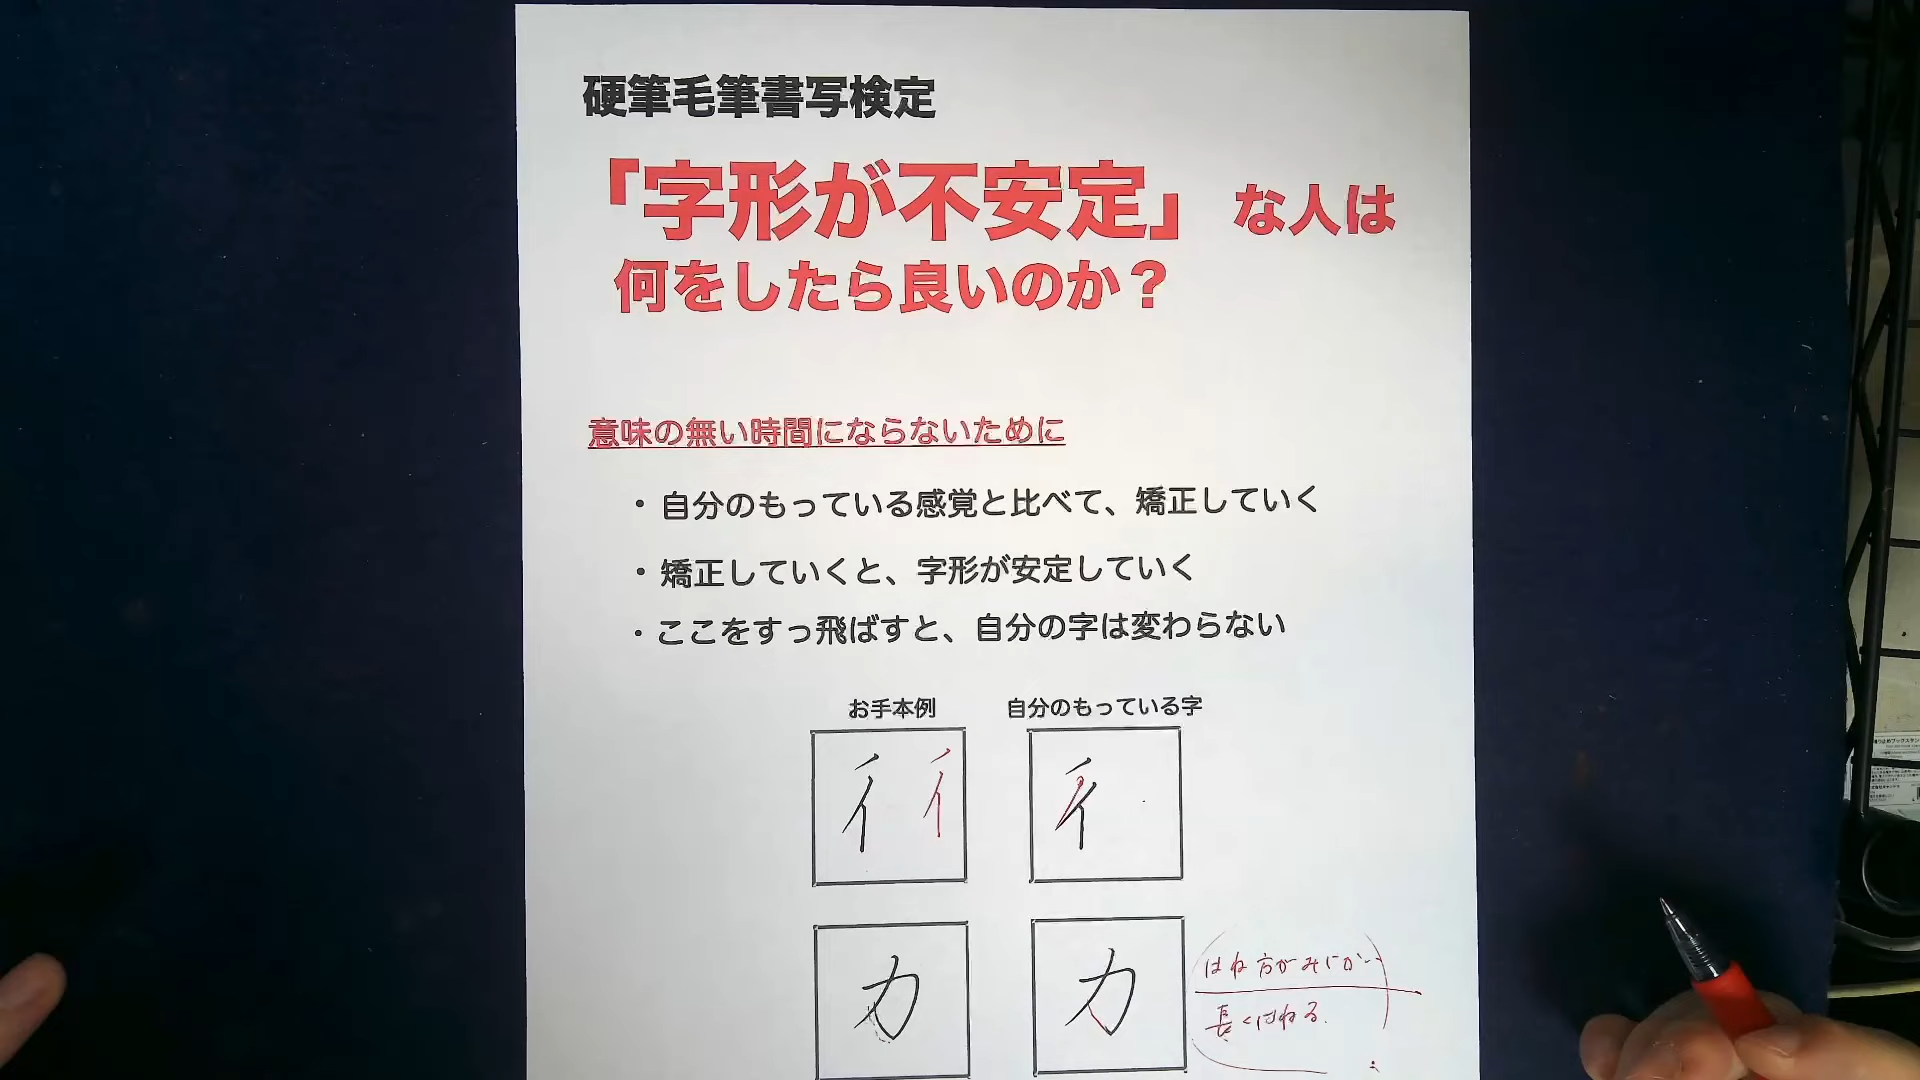 硬筆毛筆書写検定
「字形が不安定」な人は
何をしたら良いのか？
意味の無い時間にならないために
・自分のもっている感覚と比べて、矯正していく
・矯正していくと、字形が安定していく
・ここをすっ飛ばすと、自分の字は変わらない
お手本例 自分のもっている字
彳 彳 彳
力 力
はね方がみじかい
長くはねる.